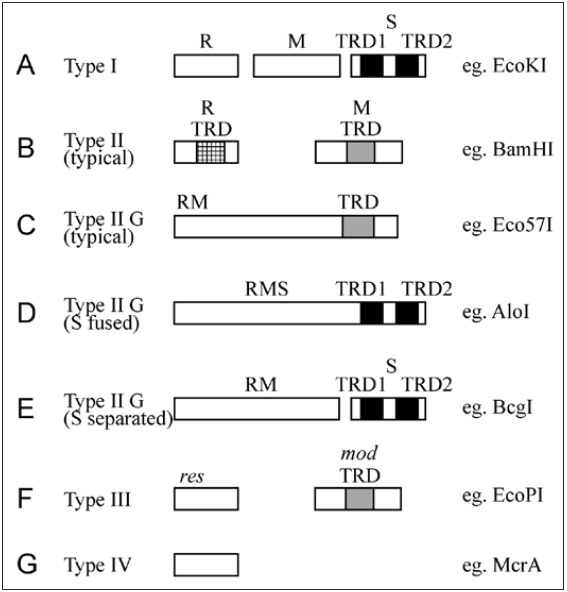 S
R M TRD1 TRD2
A Type I eg. EcoKI
R M
TRD TRD
B Type II
(typical) eg. BamHI
RM TRD
C Type II G
(typical) eg. Eco57I
RMS TRD1 TRD2
D Type II G
(S fused) eg. AloI
S
RM TRD1 TRD2
E Type II G
(S separated) eg. BcgI
mod
res TRD
F Type III eg. EcoPI
G Type IV eg. McrA